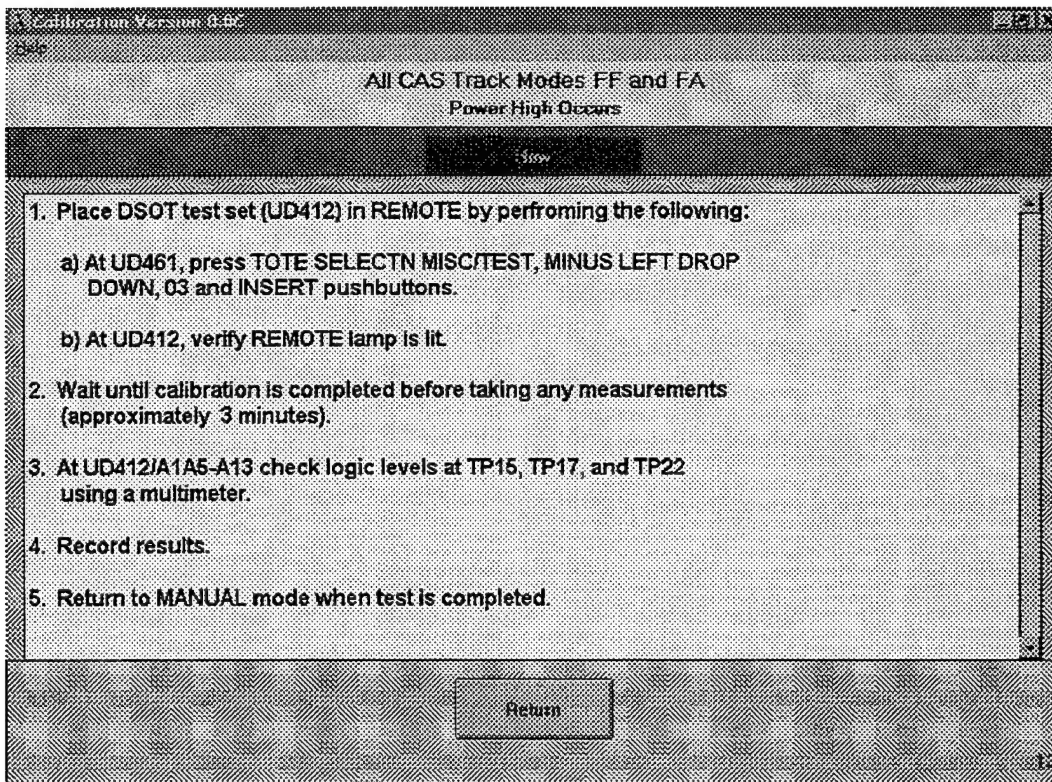 Calibration Version 0.0C
Help
All CAS Track Modes FF and FA
Power High Occurs
How
1. Place DSOT test set (UD412) in REMOTE by perfroming the following:
a) At UD461, press TOTE SELECTN MISC/TEST, MINUS LEFT DROP
DOWN, 03 and INSERT pushbuttons.
b) At UD412, verify REMOTE lamp is lit.
2. Wait until calibration is completed before taking any measurements
(approximately 3 minutes).
3. At UD412/A1A5-A13 check logic levels at TP15, TP17, and TP22
using a multimeter.
4. Record results.
5. Return to MANUAL mode when test is completed.
Return